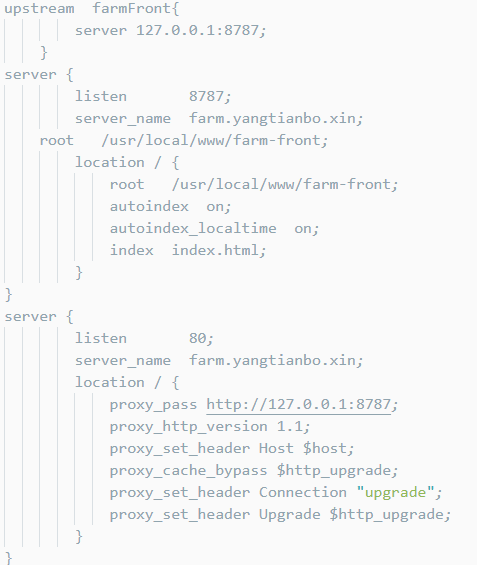 upstream  farmFront{
        server 127.0.0.1:8787;
    }
server {
        listen       8787;
        server_name  farm.yangtianbo.xin;
    root   /usr/local/www/farm-front;
        location / {
            root   /usr/local/www/farm-front;
            autoindex  on;
            autoindex_localtime  on;
            index  index.html;
        }
}
server {
        listen       80;
        server_name  farm.yangtianbo.xin;
        location / {
            proxy_pass http://127.0.0.1:8787;
            proxy_http_version 1.1;
            proxy_set_header Host $host;
            proxy_cache_bypass $http_upgrade;
            proxy_set_header Connection "upgrade";
            proxy_set_header Upgrade $http_upgrade;
        }
}